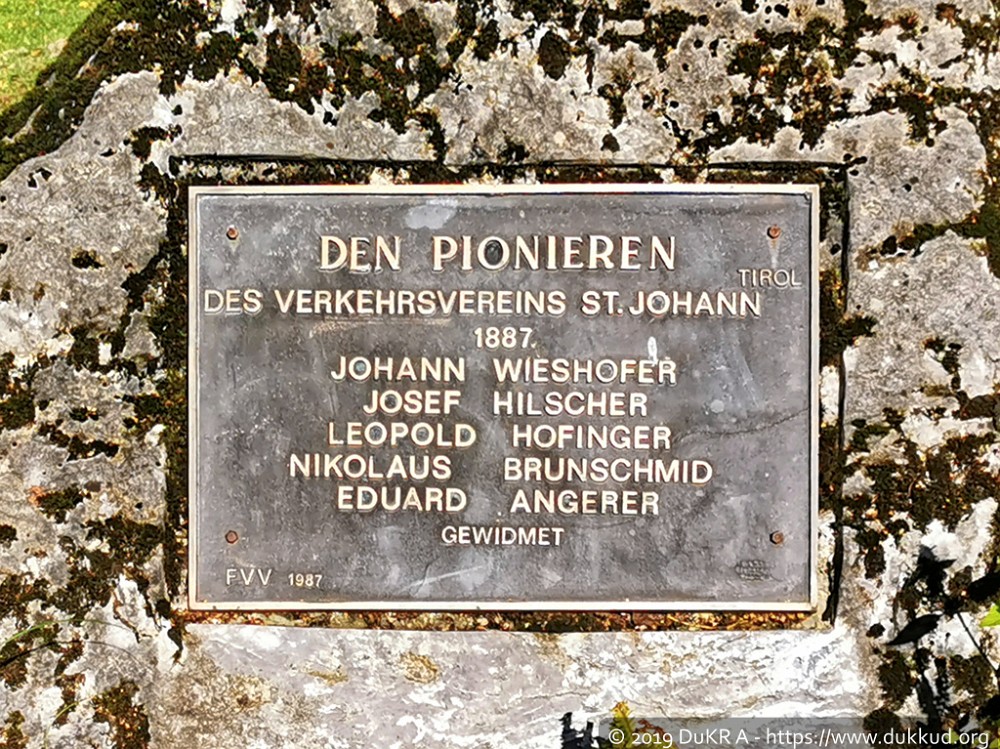 DEN PIONIEREN
TIROL
DES VERKEHRSVEREINS ST. JOHANN
1887.
JOHANN WIESHOFER
JOSEF HILSCHER
LEOPOLD HOFINGER
NIKOLAUS BRUNSCHMID
EDUARD ANGERER
GEWIDMET
FVV 1987
© 2019 DuKRA - https://www.dukkud.org